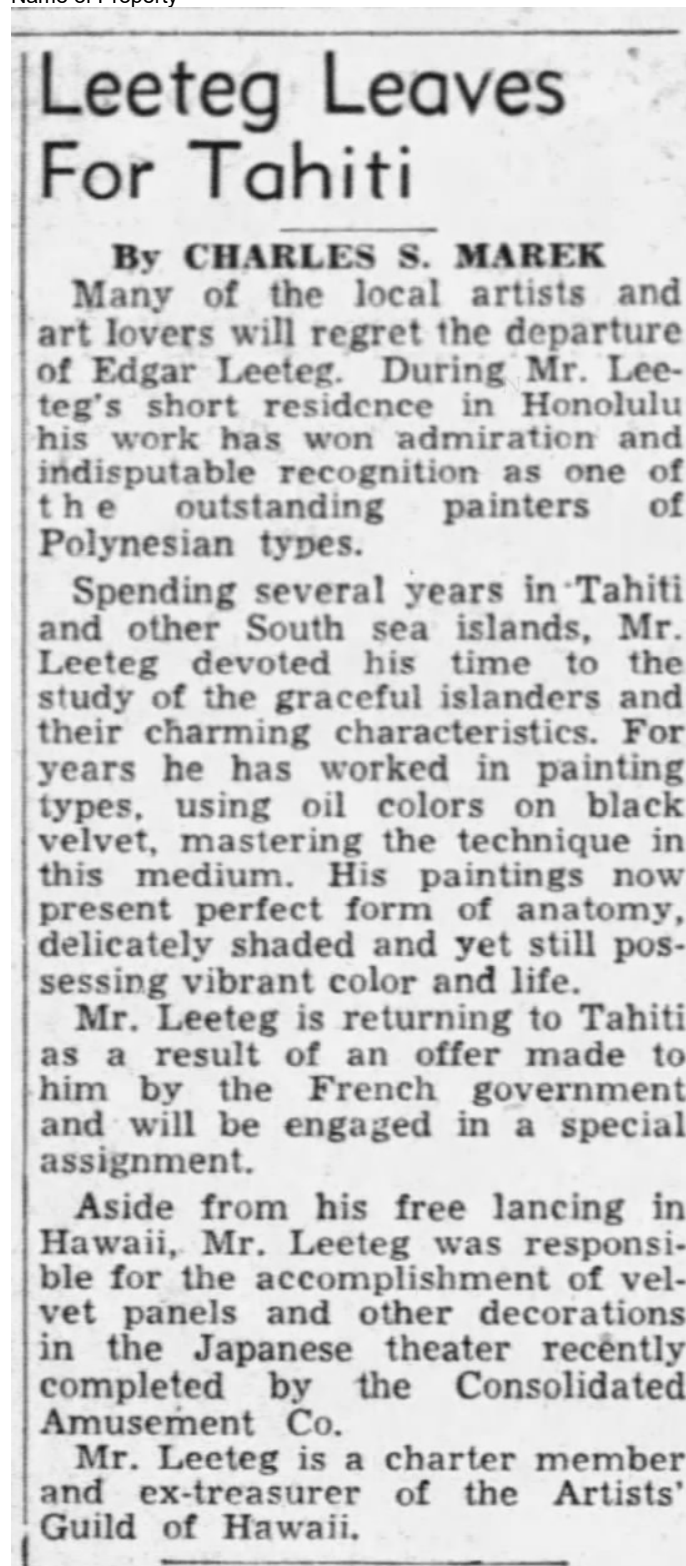 Name of Property
Leeteg Leaves
For Tahiti
By CHARLES S. MAREK
Many of the local artists and
art lovers will regret the departure
of Edgar Leeteg. During Mr. Lee-
teg's short residence in Honolulu
his work has won admiration and
indisputable recognition as one of
the outstanding painters of
Polynesian types.
Spending several years in Tahiti
and other South sea islands, Mr.
Leeteg devoted his time to the
study of the graceful islanders and
their charming characteristics. For
years he has worked in painting
types, using oil colors on black
velvet, mastering the technique in
this medium. His paintings now
present perfect form of anatomy,
delicately shaded and yet still pos-
sessing vibrant color and life.
Mr. Leeteg is returning to Tahiti
as a result of an offer made to
him by the French government
and will be engaged in a special
assignment.
Aside from his free lancing in
Hawaii, Mr. Leeteg was responsi-
ble for the accomplishment of vel-
vet panels and other decorations
in the Japanese theater recently
completed by the Consolidated
Amusement Co.
Mr. Leeteg is a charter member
and ex-treasurer of the Artists'
Guild of Hawaii.